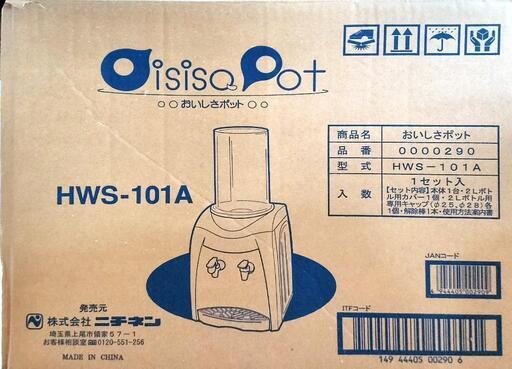 Oisisa Pot
○○おいしさポット○○
HWS-101A
商品名 おいしさポット
品番 0000290
型式 HWS-101A
入数 1セット入
【セット内容】本体1台・2Lボト
ル用カバー1個・2Lボトル用
専用キャップ(φ25、φ28)各
1個・解除棒1本・使用方法案内書
JANコード
ITFコード
149 44405 00290 6
発売元
株式会社ニチネン
埼玉県上尾市領家57-1
お客様相談室 0120-551-256
MADE IN CHINA